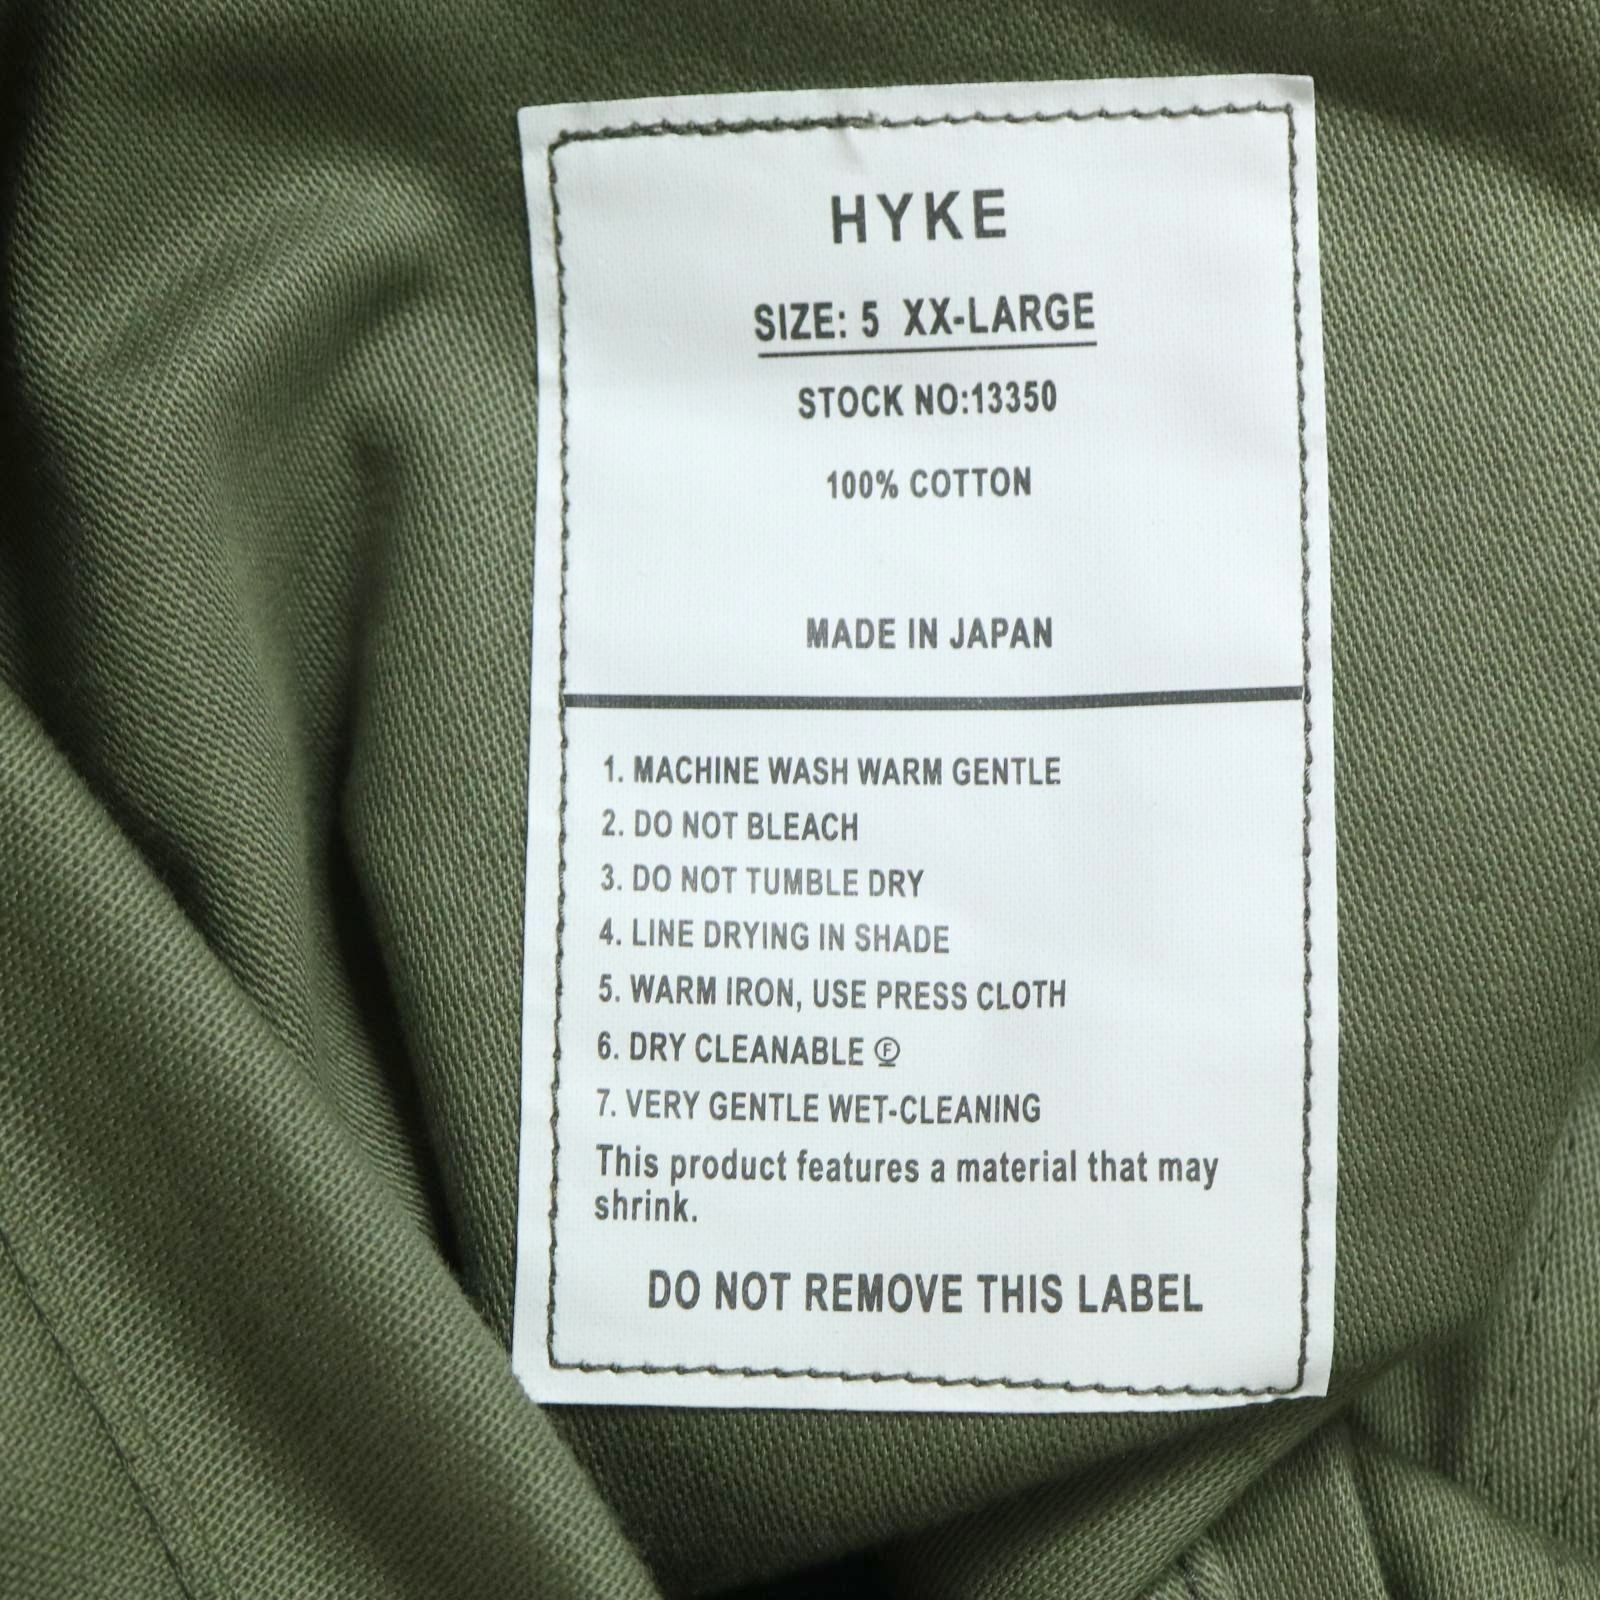 HYKE
SIZE: 5 XX-LARGE
STOCK NO:13350
100% COTTON
MADE IN JAPAN
1. MACHINE WASH WARM GENTLE
2. DO NOT BLEACH
3. DO NOT TUMBLE DRY
4. LINE DRYING IN SHADE
5. WARM IRON, USE PRESS CLOTH
6. DRY CLEANABLE Ⓕ
7. VERY GENTLE WET-CLEANING
This product features a material that may
shrink.
DO NOT REMOVE THIS LABEL